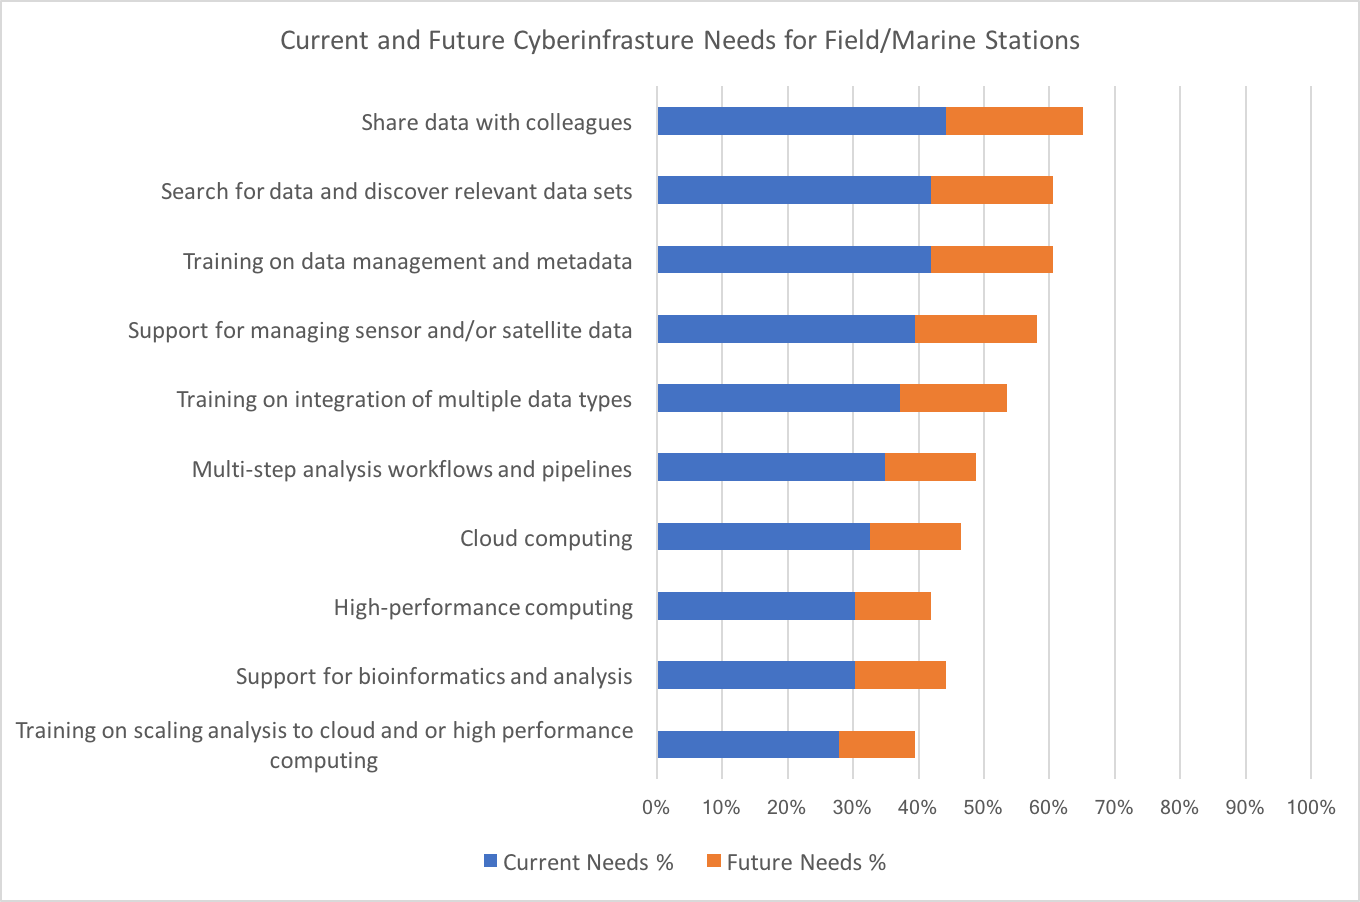 Current and Future Cyberinfrasture Needs for Field/Marine Stations
Share data with colleagues
Search for data and discover relevant data sets
Training on data management and metadata
Support for managing sensor and/or satellite data
Training on integration of multiple data types
Multi-step analysis workflows and pipelines
Cloud computing
High-performance computing
Support for bioinformatics and analysis
Training on scaling analysis to cloud and or high performance
computing
0% 10% 20% 30% 40% 50% 60% 70% 80% 90% 100%
Current Needs % Future Needs %